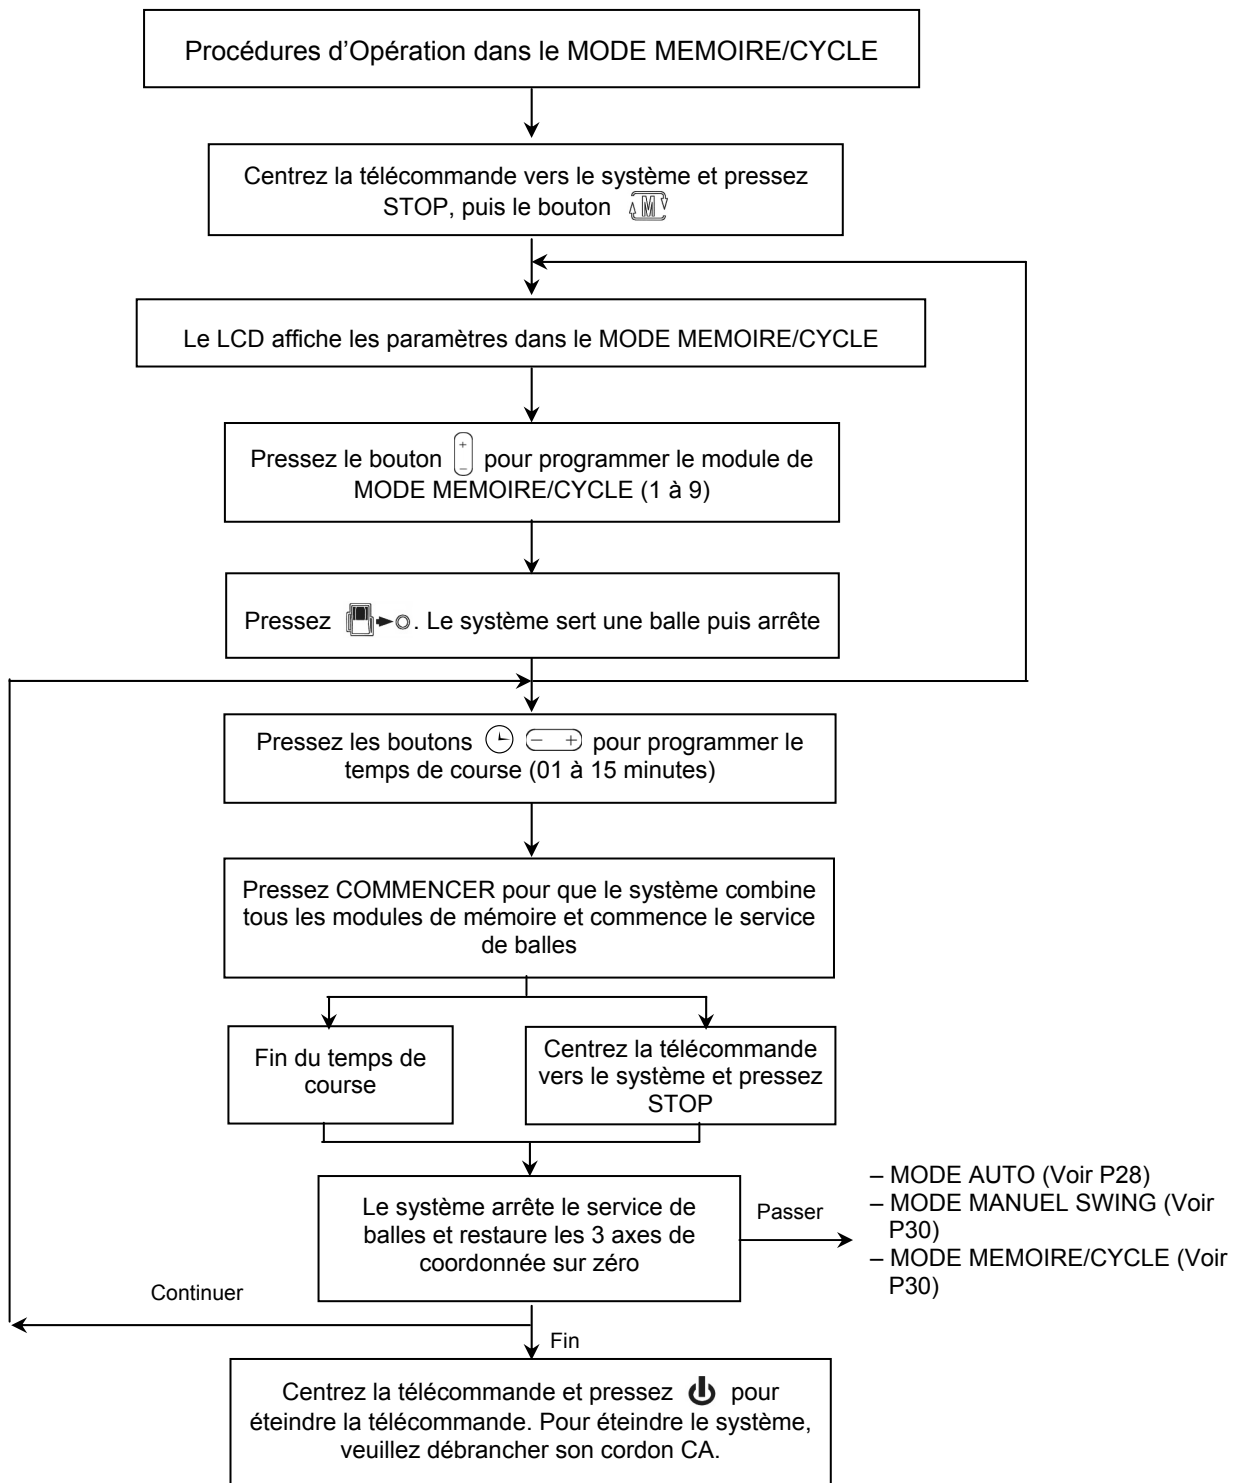 Procédures d’Opération dans le MODE MEMOIRE/CYCLE
Centrez la télécommande vers le système et pressez
STOP, puis le bouton M
Le LCD affiche les paramètres dans le MODE MEMOIRE/CYCLE
Pressez le bouton + – pour programmer le module de
MODE MEMOIRE/CYCLE (1 à 9)
Pressez . Le système sert une balle puis arrête
Pressez les boutons – + pour programmer le
temps de course (01 à 15 minutes)
Pressez COMMENCER pour que le système combine
tous les modules de mémoire et commence le service
de balles
Fin du temps de
course
Centrez la télécommande
vers le système et pressez
STOP
Le système arrête le service de
balles et restaure les 3 axes de
coordonnée sur zéro
Passer
– MODE AUTO (Voir P28)
– MODE MANUEL SWING (Voir
P30)
– MODE MEMOIRE/CYCLE (Voir
P30)
Continuer
Fin
Centrez la télécommande et pressez pour
éteindre la télécommande. Pour éteindre le système,
veuillez débrancher son cordon CA.